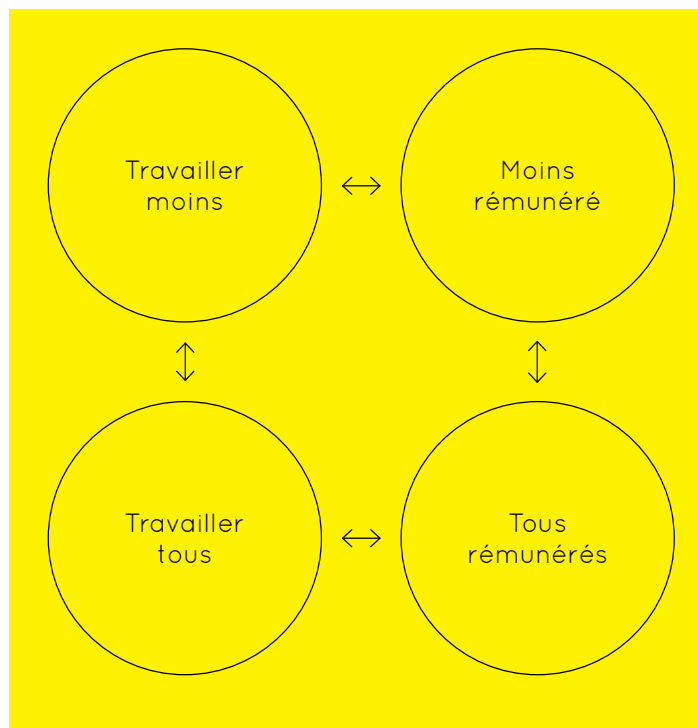 Travailler
moins
Moins
rémunéré
Travailler
tous
Tous
rémunérés